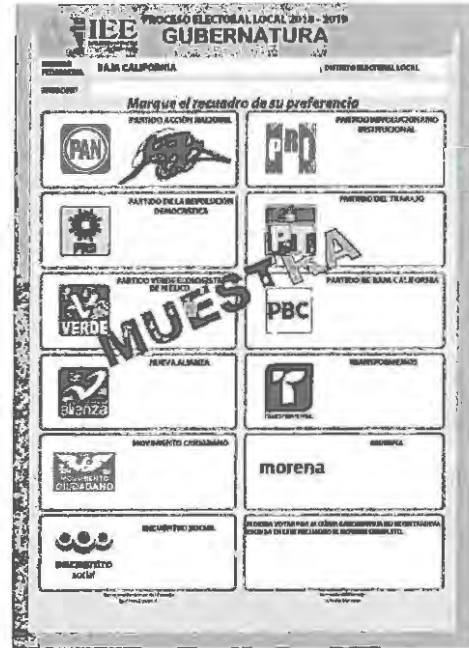 IEE
PROCESO ELECTORAL LOCAL 2018 - 2019
GUBERNATURA
BAJA CALIFORNIA
DISTRITO ELECTORAL LOCAL
Marque el recuadro de su preferencia
PARTIDO ACCIÓN NACIONAL
PAN
PARTIDO REVOLUCIONARIO
INSTITUCIONAL
PRI
PARTIDO DE LA REVOLUCIÓN
DEMOCRÁTICA
PRD
PARTIDO DEL TRABAJO
PT
PARTIDO VERDE ECOLOGISTA
DE MÉXICO
VERDE
PARTIDO DE BAJA CALIFORNIA
PBC
MUESTRA
NUEVA ALIANZA
alianza
TRANSFORMEMOS
MOVIMIENTO CIUDADANO
MOVIMIENTO
CIUDADANO
MORENA
morena
ENCUENTRO SOCIAL
encuentro
social